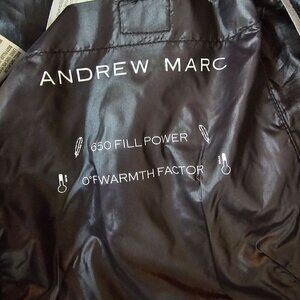 ANDREW MARC
650 FILL POWER
0°F WARMTH FACTOR